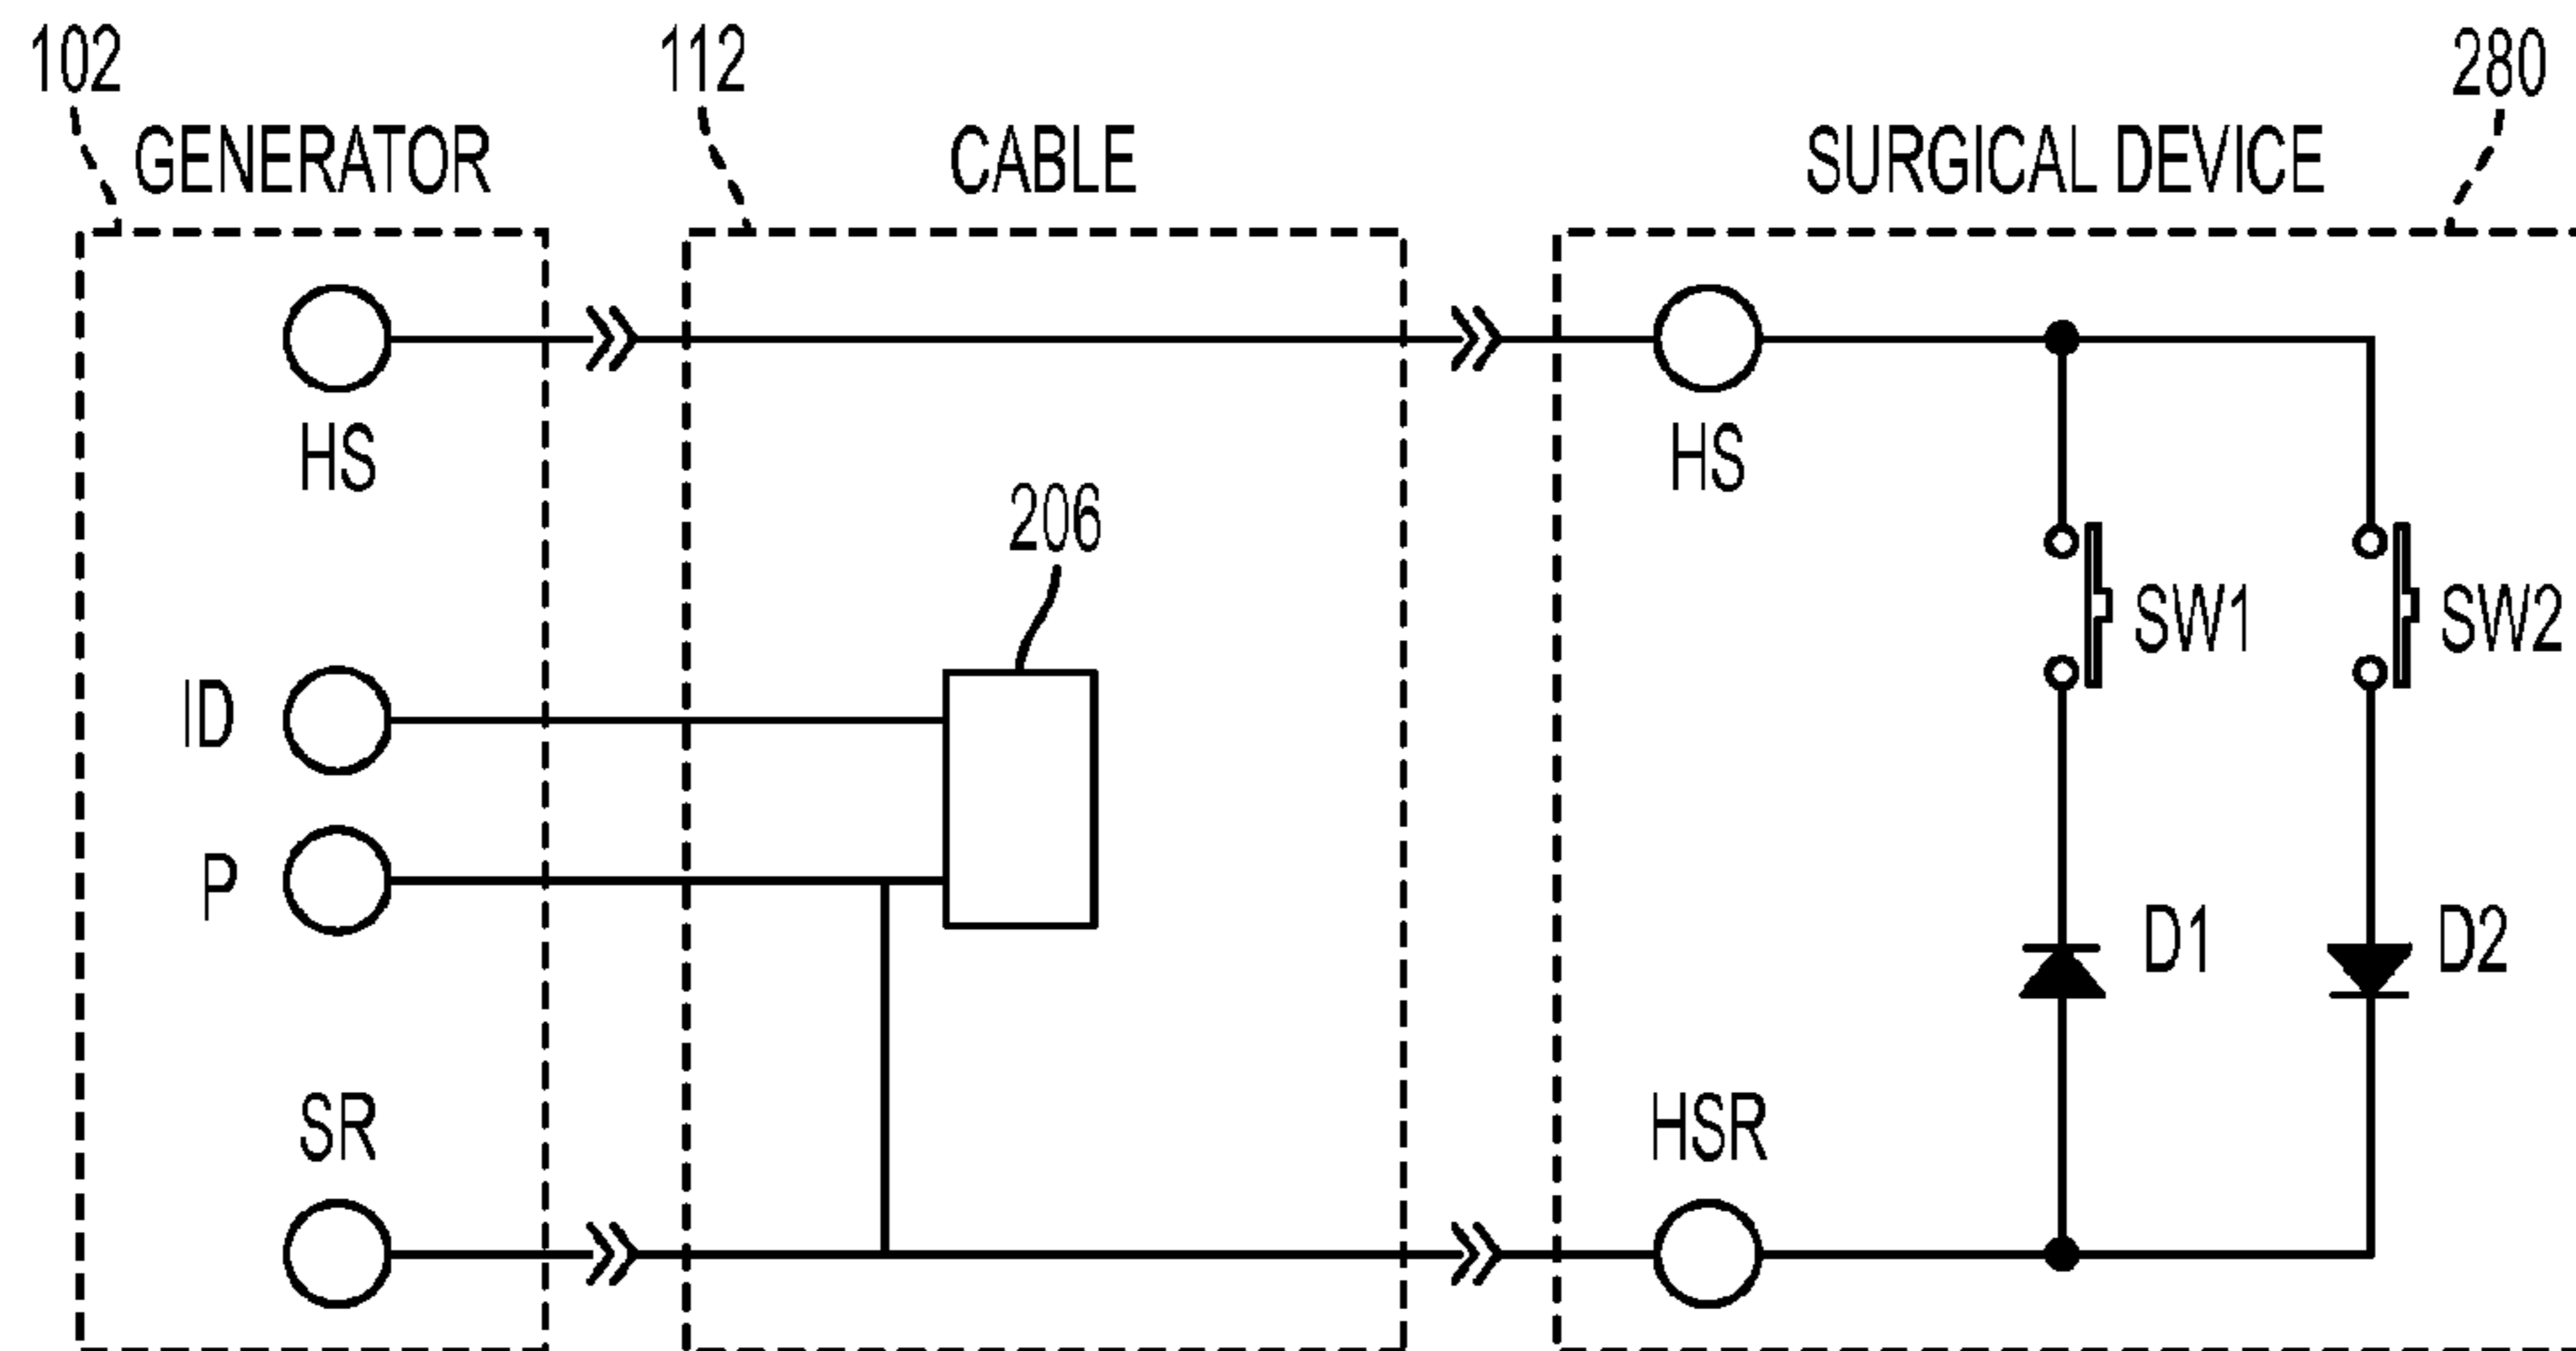 102
112
280
GENERATOR
CABLE
SURGICAL DEVICE
HS
HS
206
SW1
SW2
ID
P
D1
D2
SR
HSR